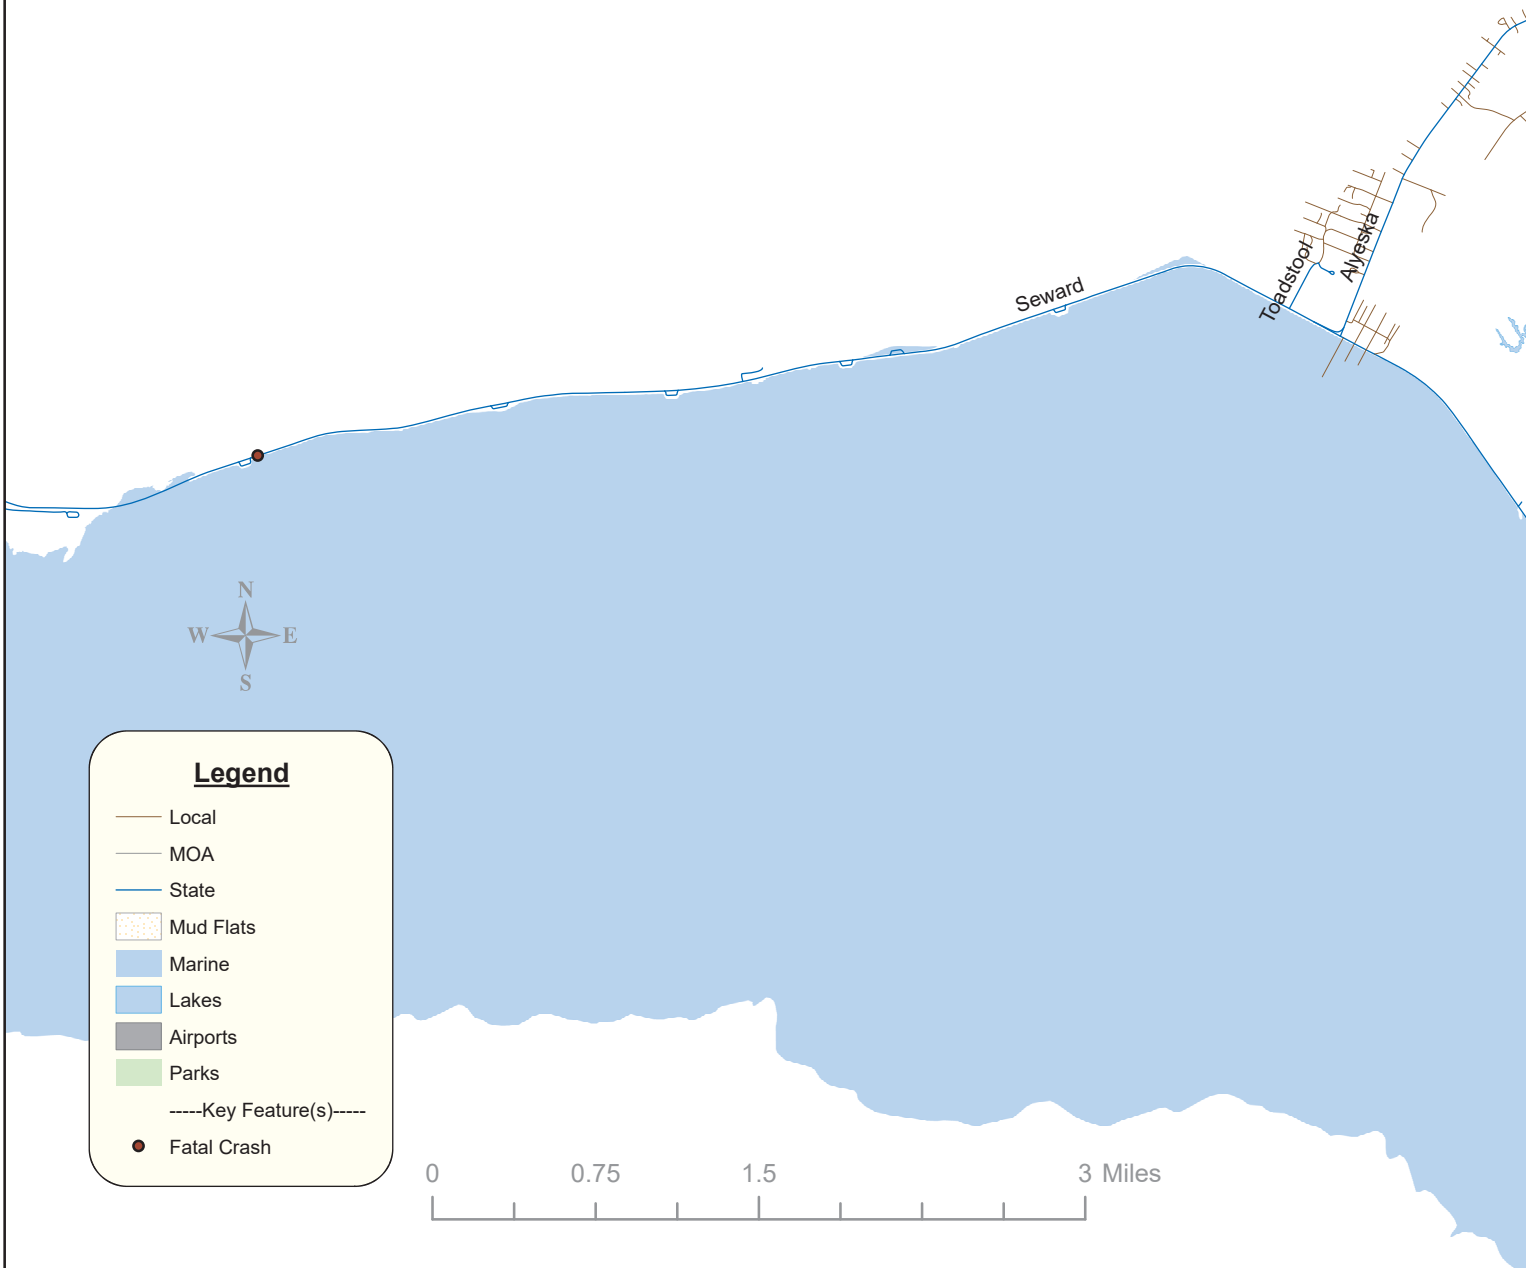 Seward
Toadstool
Alyeska
N
W E
S
Legend
Local
MOA
State
Mud Flats
Marine
Lakes
Airports
Parks
-----Key Feature(s)-----
Fatal Crash
0 0.75 1.5 3 Miles